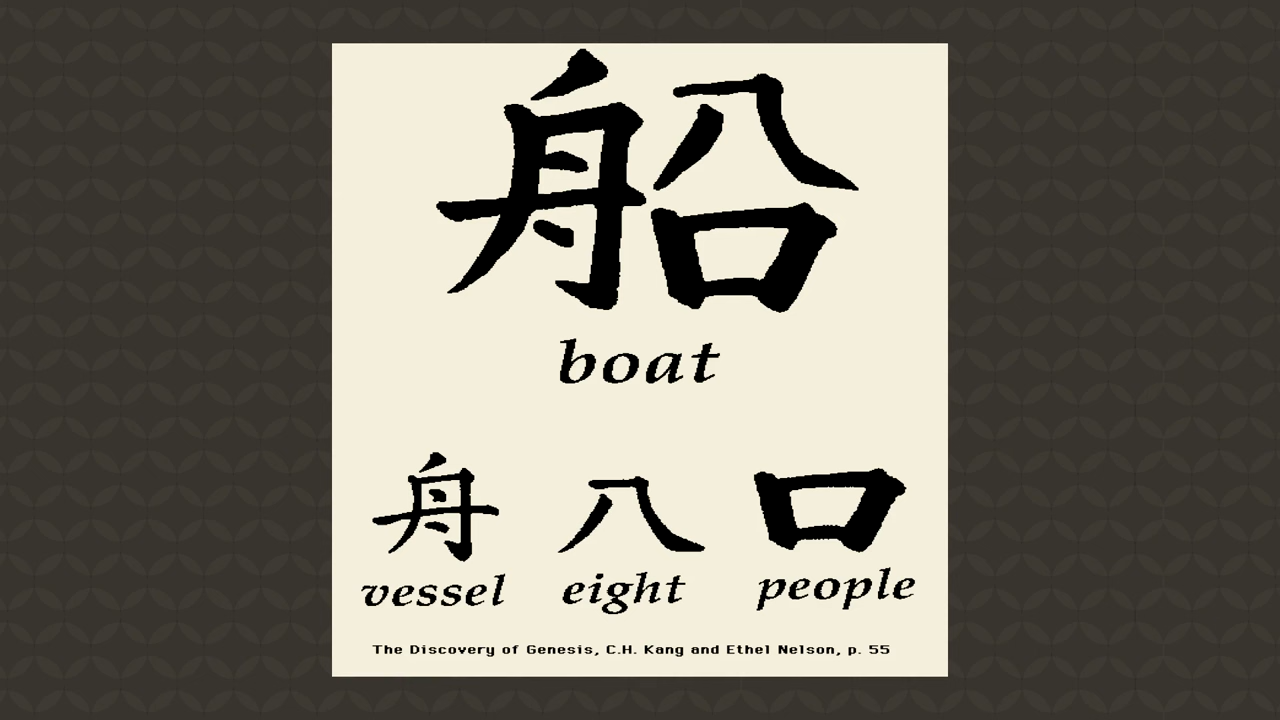 船
boat
舟 八 口
vessel eight people
The Discovery of Genesis, C.H. Kang and Ethel Nelson, p. 55